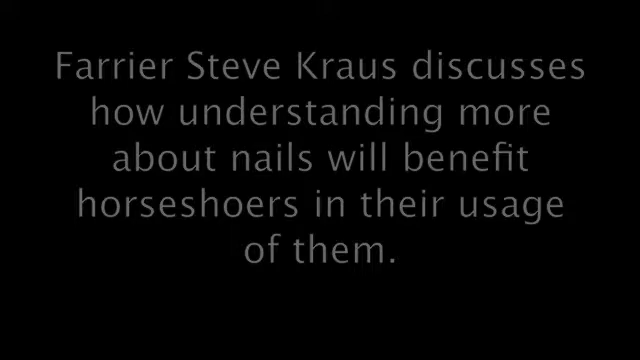 Farrier Steve Kraus discusses
how understanding more
about nails will benefit
horseshoers in their usage
of them.